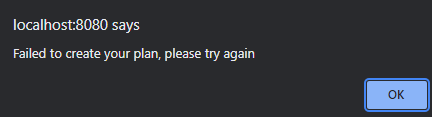 localhost:8080 says
Failed to create your plan, please try again
OK